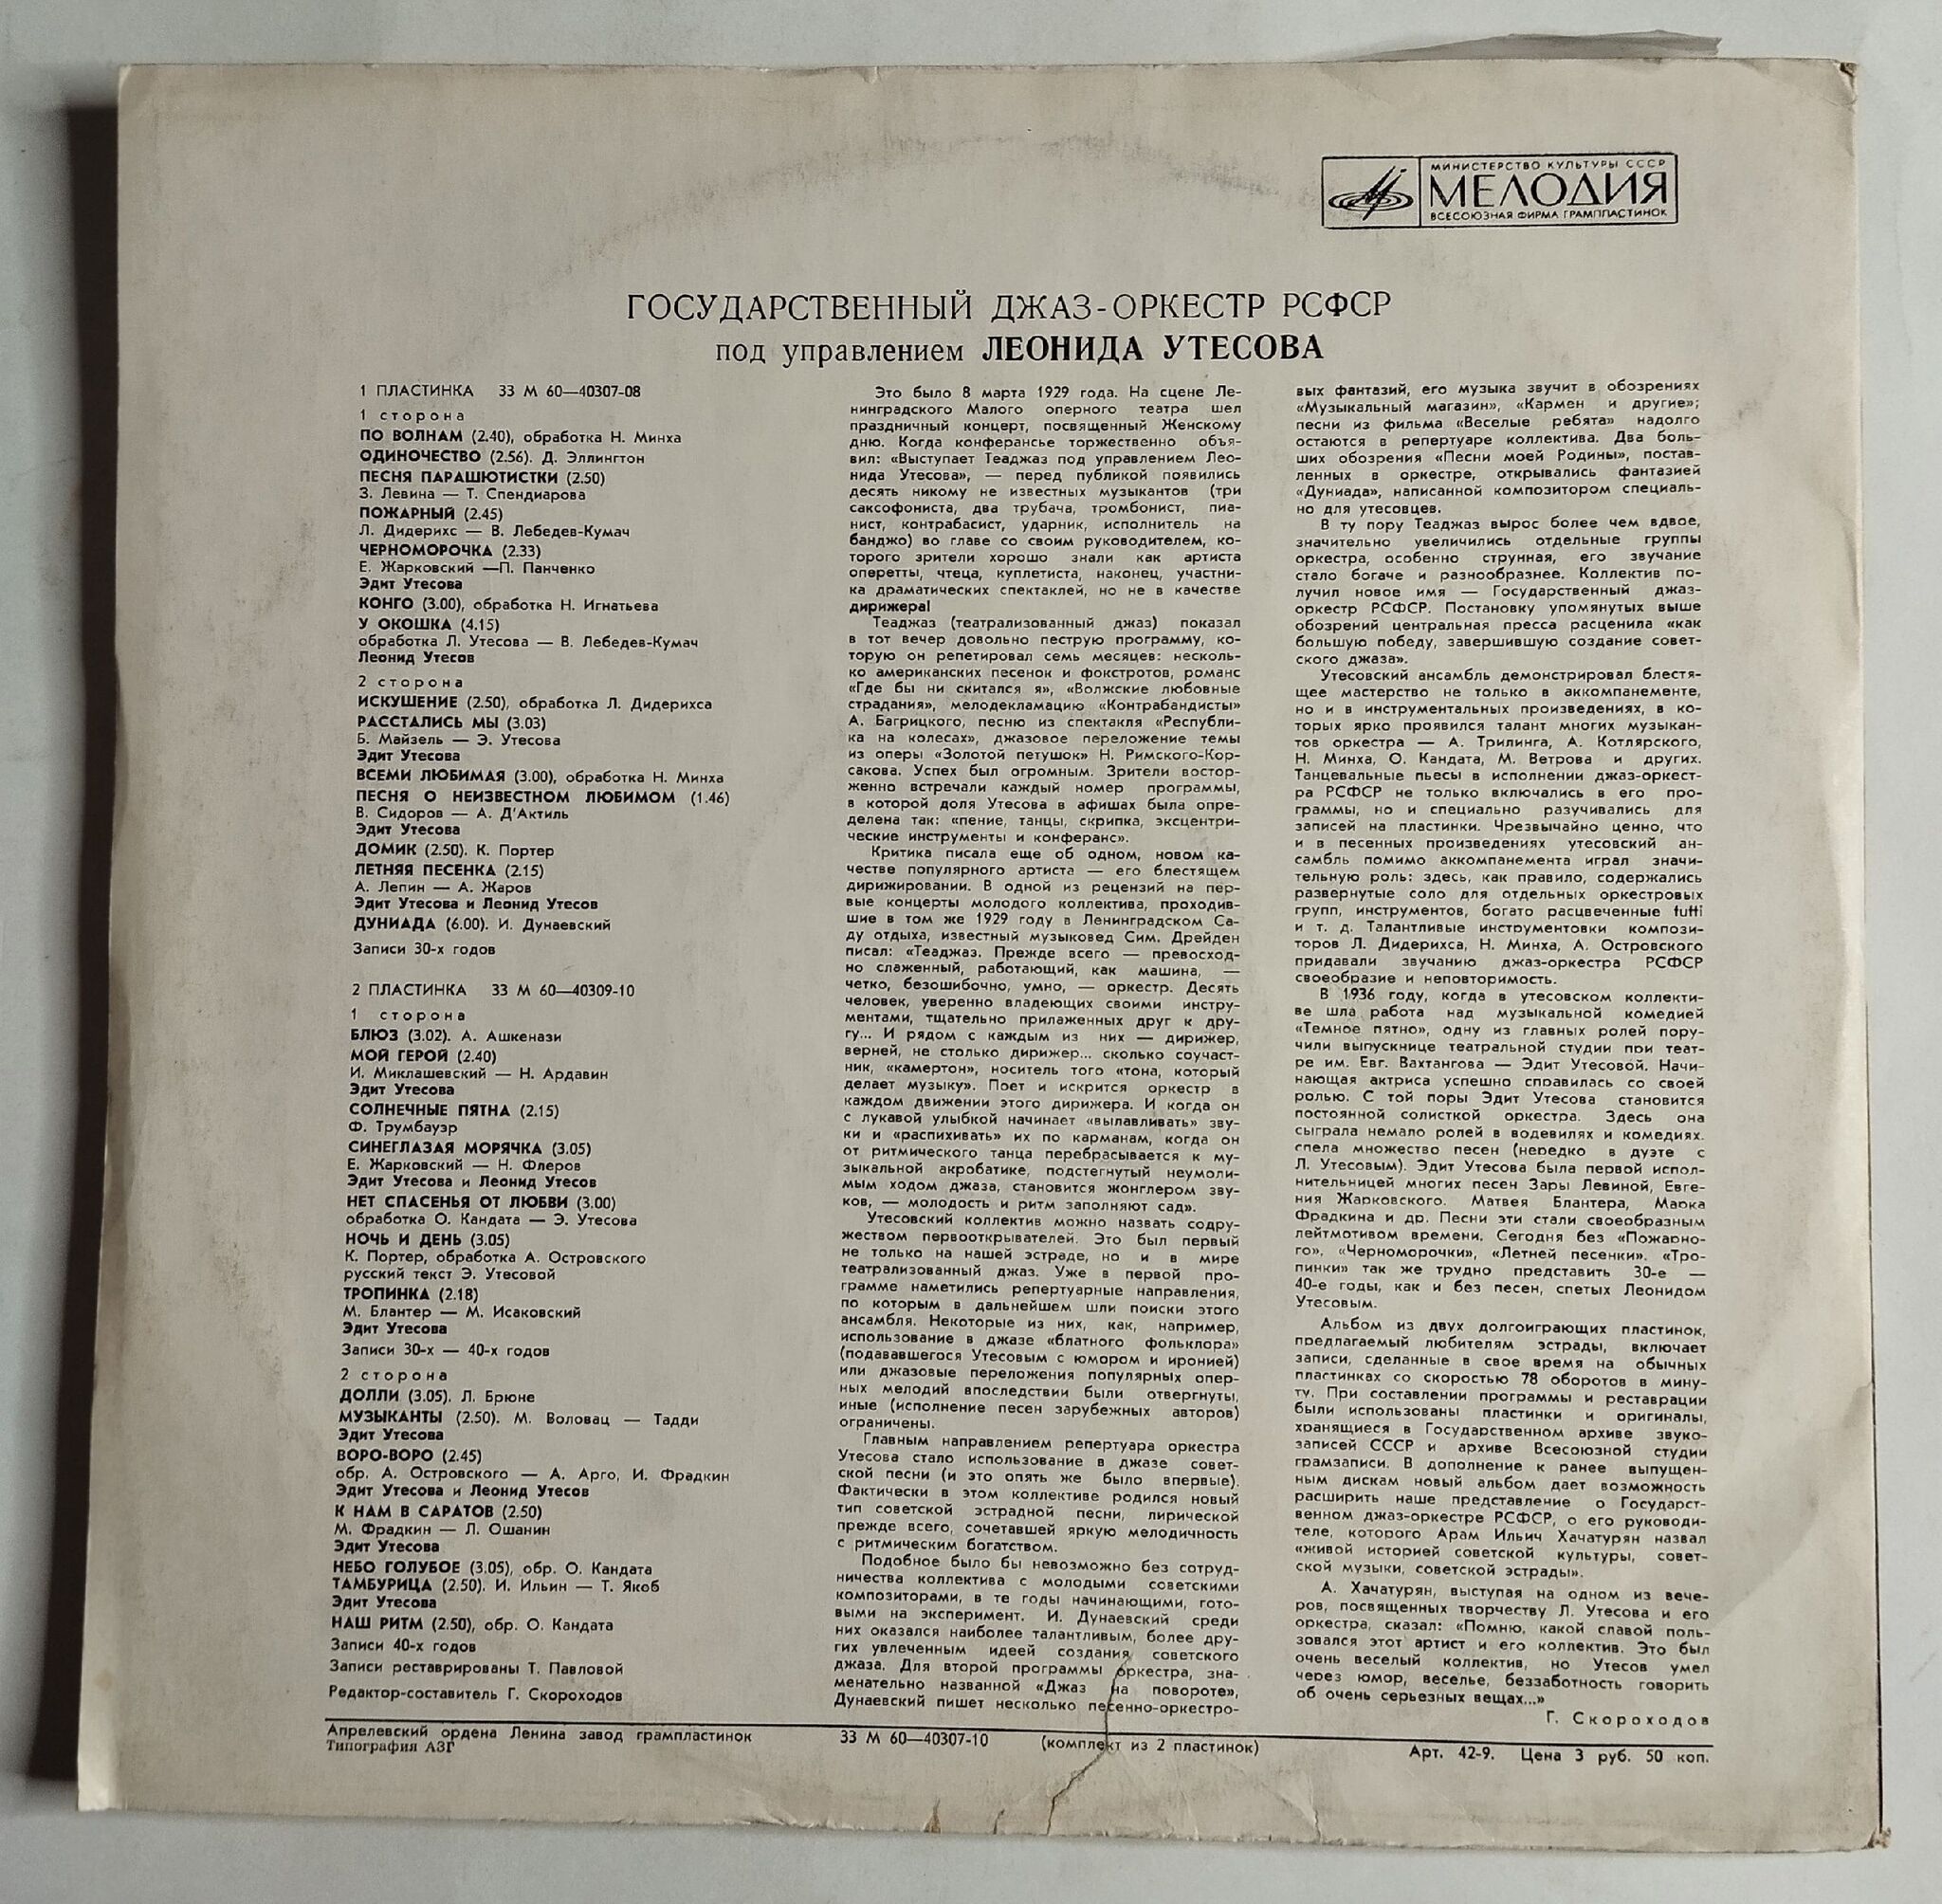 МИНИСТЕРСТВО КУЛЬТУРЫ СССР
МЕЛОДИЯ
ВСЕСОЮЗНАЯ ФИРМА ГРАМПЛАСТИНОК
ГОСУДАРСТВЕННЫЙ ДЖАЗ-ОРКЕСТР РСФСР
под управлением ЛЕОНИДА УТЕСОВА
1 ПЛАСТИНКА 33 М 60—40307-08
1 сторона
ПО ВОЛНАМ (2.40), обработка Н. Минха
ОДИНОЧЕСТВО (2.56). Д. Эллингтон
ПЕСНЯ ПАРАШЮТИСТКИ (2.50)
З. Левина — Т. Спендиарова
ПОЖАРНЫЙ (2.45)
Л. Дидерихс — В. Лебедев-Кумач
ЧЕРНОМОРОЧКА (2.33)
Е. Жарковский —П. Панченко
Эдит Утесова
КОНГО (3.00), обработка Н. Игнатьева
У ОКОШКА (4.15)
обработка Л. Утесова — В. Лебедев-Кумач
Леонид Утесов
2 сторона
ИСКУШЕНИЕ (2.50), обработка Л. Дидерихса
РАССТАЛИСЬ МЫ (3.03)
Б. Майзель — Э. Утесова
Эдит Утесова
ВСЕМИ ЛЮБИМАЯ (3.00), обработка Н. Минха
ПЕСНЯ О НЕИЗВЕСТНОМ ЛЮБИМОМ (1.46)
В. Сидоров — А. Д'Актиль
Эдит Утесова
ДОМИК (2.50). К. Портер
ЛЕТНЯЯ ПЕСЕНКА (2.15)
А. Лепин — А. Жаров
Эдит Утесова и Леонид Утесов
ДУНИАДА (6.00). И. Дунаевский
Записи 30-х годов
2 ПЛАСТИНКА 33 М 60—40309-10
1 сторона
БЛЮЗ (3.02). А. Ашкенази
МОЙ ГЕРОЙ (2.40)
И. Миклашевский — Н. Ардавин
Эдит Утесова
СОЛНЕЧНЫЕ ПЯТНА (2.15)
Ф. Трумбауэр
СИНЕГЛАЗАЯ МОРЯЧКА (3.05)
Е. Жарковский — Н. Флеров
Эдит Утесова и Леонид Утесов
НЕТ СПАСЕНЬЯ ОТ ЛЮБВИ (3.00)
обработка О. Кандата — Э. Утесова
НОЧЬ И ДЕНЬ (3.05)
К. Портер, обработка А. Островского
русский текст Э. Утесовой
ТРОПИНКА (2.18)
М. Блантер — М. Исаковский
Эдит Утесова
Записи 30-х — 40-х годов
2 сторона
ДОЛЛИ (3.05). Л. Брюне
МУЗЫКАНТЫ (2.50). М. Воловац — Тадди
Эдит Утесова
ВОРО-ВОРО (2.45)
обр. А. Островского — А. Арго, И. Фрадкин
Эдит Утесова и Леонид Утесов
К НАМ В САРАТОВ (2.50)
М. Фрадкин — Л. Ошанин
Эдит Утесова
НЕБО ГОЛУБОЕ (3.05), обр. О. Кандата
ТАМБУРИЦА (2.50). И. Ильин — Т. Якоб
Эдит Утесова
НАШ РИТМ (2.50), обр. О. Кандата
Записи 40-х годов
Записи реставрированы Т. Павловой
Редактор-составитель Г. Скороходов
Это было 8 марта 1929 года. На сцене Ле-
нинградского Малого оперного театра шел
праздничный концерт, посвященный Женскому
дню. Когда конферансье торжественно объя-
вил: «Выступает Теаджаз под управлением Лео-
нида Утесова», — перед публикой появились
десять никому не известных музыкантов (три
саксофониста, два трубача, тромбонист, пиа-
нист, контрабасист, ударник, исполнитель на
банджо) во главе со своим руководителем, ко-
торого зрители хорошо знали как артиста
оперетты, чтеца, куплетиста, наконец, участни-
ка драматических спектаклей, но не в качестве
дирижера!
Теаджаз (театрализованный джаз) показал
в тот вечер довольно пеструю программу, ко-
торую он репетировал семь месяцев: несколь-
ко американских песенок и фокстротов, романс
«Где бы ни скитался я», «Волжские любовные
страдания», мелодекламацию «Контрабандисты»
А. Багрицкого, песню из спектакля «Республи-
ка на колесах», джазовое переложение темы
из оперы «Золотой петушок» Н. Римского-Кор-
сакова. Успех был огромным. Зрители востор-
женно встречали каждый номер программы,
в которой доля Утесова в афишах была опре-
делена так: «пение, танцы, скрипка, эксцентри-
ческие инструменты и конферанс».
Критика писала еще об одном, новом ка-
честве популярного артиста — его блестящем
дирижировании. В одной из рецензий на пер-
вые концерты молодого коллектива, проходив-
шие в том же 1929 году в Ленинградском Са-
ду отдыха, известный музыковед Сим. Дрейден
писал: «Теаджаз. Прежде всего — превосход-
но слаженный, работающий, как машина, —
четко, безошибочно, умно, — оркестр. Десять
человек, уверенно владеющих своими инстру-
ментами, тщательно прилаженных друг к дру-
гу... И рядом с каждым из них — дирижер,
верней, не столько дирижер... сколько соучаст-
ник, «камертон», носитель того «тона, который
делает музыку». Поет и искрится оркестр в
каждом движении этого дирижера. И когда он
с лукавой улыбкой начинает «вылавливать» зву-
ки и «распихивать» их по карманам, когда он
от ритмического танца перебрасывается к му-
зыкальной акробатике, подстегнутый неумоли-
мым ходом джаза, становится жонглером зву-
ков, — молодость и ритм заполняют сад».
Утесовский коллектив можно назвать содру-
жеством первооткрывателей. Это был первый
не только на нашей эстраде, но и в мире
театрализованный джаз. Уже в первой про-
грамме наметились репертуарные направления,
по которым в дальнейшем шли поиски этого
ансамбля. Некоторые из них, как, например,
использование в джазе «блатного фольклора»
(подававшегося Утесовым с юмором и иронией)
или джазовые переложения популярных опер-
ных мелодий впоследствии были отвергнуты,
иные (исполнение песен зарубежных авторов)
ограничены.
Главным направлением репертуара оркестра
Утесова стало использование в джазе совет-
ской песни (и это опять же было впервые).
Фактически в этом коллективе родился новый
тип советской эстрадной песни, лирической
прежде всего, сочетавшей яркую мелодичность
с ритмическим богатством.
Подобное было бы невозможно без сотруд-
ничества коллектива с молодыми советскими
композиторами, в те годы начинающими, гото-
выми на эксперимент. И. Дунаевский среди
них оказался наиболее талантливым, более дру-
гих увлеченным идеей создания советского
джаза. Для второй программы оркестра, зна-
менательно названной «Джаз на повороте»,
Дунаевский пишет несколько песенно-оркестро-
вых фантазий, его музыка звучит в обозрениях
«Музыкальный магазин», «Кармен и другие»;
песни из фильма «Веселые ребята» надолго
остаются в репертуаре коллектива. Два боль-
ших обозрения «Песни моей Родины», постав-
ленных в оркестре, открывались фантазией
«Дуниада», написанной композитором специаль-
но для утесовцев.
В ту пору Теаджаз вырос более чем вдвое,
значительно увеличились отдельные группы
оркестра, особенно струнная, его звучание
стало богаче и разнообразнее. Коллектив по-
лучил новое имя — Государственный джаз-
оркестр РСФСР. Постановку упомянутых выше
обозрений центральная пресса расценила «как
большую победу, завершившую создание совет-
ского джаза».
Утесовский ансамбль демонстрировал блестя-
щее мастерство не только в аккомпанементе,
но и в инструментальных произведениях, в ко-
торых ярко проявился талант многих музыкан-
тов оркестра — А. Трилинга, А. Котлярского,
Н. Минха, О. Кандата, М. Ветрова и других.
Танцевальные пьесы в исполнении джаз-оркест-
ра РСФСР не только включались в его про-
граммы, но и специально разучивались для
записей на пластинки. Чрезвычайно ценно, что
и в песенных произведениях утесовский ан-
самбль помимо аккомпанемента играл значи-
тельную роль: здесь, как правило, содержались
развернутые соло для отдельных оркестровых
групп, инструментов, богато расцвеченные tutti
и т. д. Талантливые инструментовки компози-
торов Л. Дидерихса, Н. Минха, А. Островского
придавали звучанию джаз-оркестра РСФСР
своеобразие и неповторимость.
В 1936 году, когда в утесовском коллекти-
ве шла работа над музыкальной комедией
«Темное пятно», одну из главных ролей пору-
чили выпускнице театральной студии при теат-
ре им. Евг. Вахтангова — Эдит Утесовой. Начи-
нающая актриса успешно справилась со своей
ролью. С той поры Эдит Утесова становится
постоянной солисткой оркестра. Здесь она
сыграла немало ролей в водевилях и комедиях.
спела множество песен (нередко в дуэте с
Л. Утесовым). Эдит Утесова была первой испол-
нительницей многих песен Зары Левиной, Евге-
ния Жарковского. Матвея Блантера, Марка
Фрадкина и др. Песни эти стали своеобразным
лейтмотивом времени. Сегодня без «Пожарно-
го», «Черноморочки», «Летней песенки». «Тро-
пинки» так же трудно представить 30-е —
40-е годы, как и без песен, спетых Леонидом
Утесовым.
Альбом из двух долгоиграющих пластинок,
предлагаемый любителям эстрады, включает
записи, сделанные в свое время на обычных
пластинках со скоростью 78 оборотов в мину-
ту. При составлении программы и реставрации
были использованы пластинки и оригиналы,
хранящиеся в Государственном архиве звуко-
записей СССР и архиве Всесоюзной студии
грамзаписи. В дополнение к ранее выпущен-
ным дискам новый альбом дает возможность
расширить наше представление о Государст-
венном джаз-оркестре РСФСР, о его руководи-
теле, которого Арам Ильич Хачатурян назвал
«живой историей советской культуры, совет-
ской музыки, советской эстрады».
А. Хачатурян, выступая на одном из вече-
ров, посвященных творчеству Л. Утесова и его
оркестра, сказал: «Помню, какой славой поль-
зовался этот артист и его коллектив. Это был
очень веселый коллектив, но Утесов умел
через юмор, веселье, беззаботность говорить
об очень серьезных вещах...»
Г. Скороходов
Апрелевский ордена Ленина завод грампластинок
Типография АЗГ
33 М 60—40307-10 (комплект из 2 пластинок)
Арт. 42-9. Цена 3 руб. 50 коп.